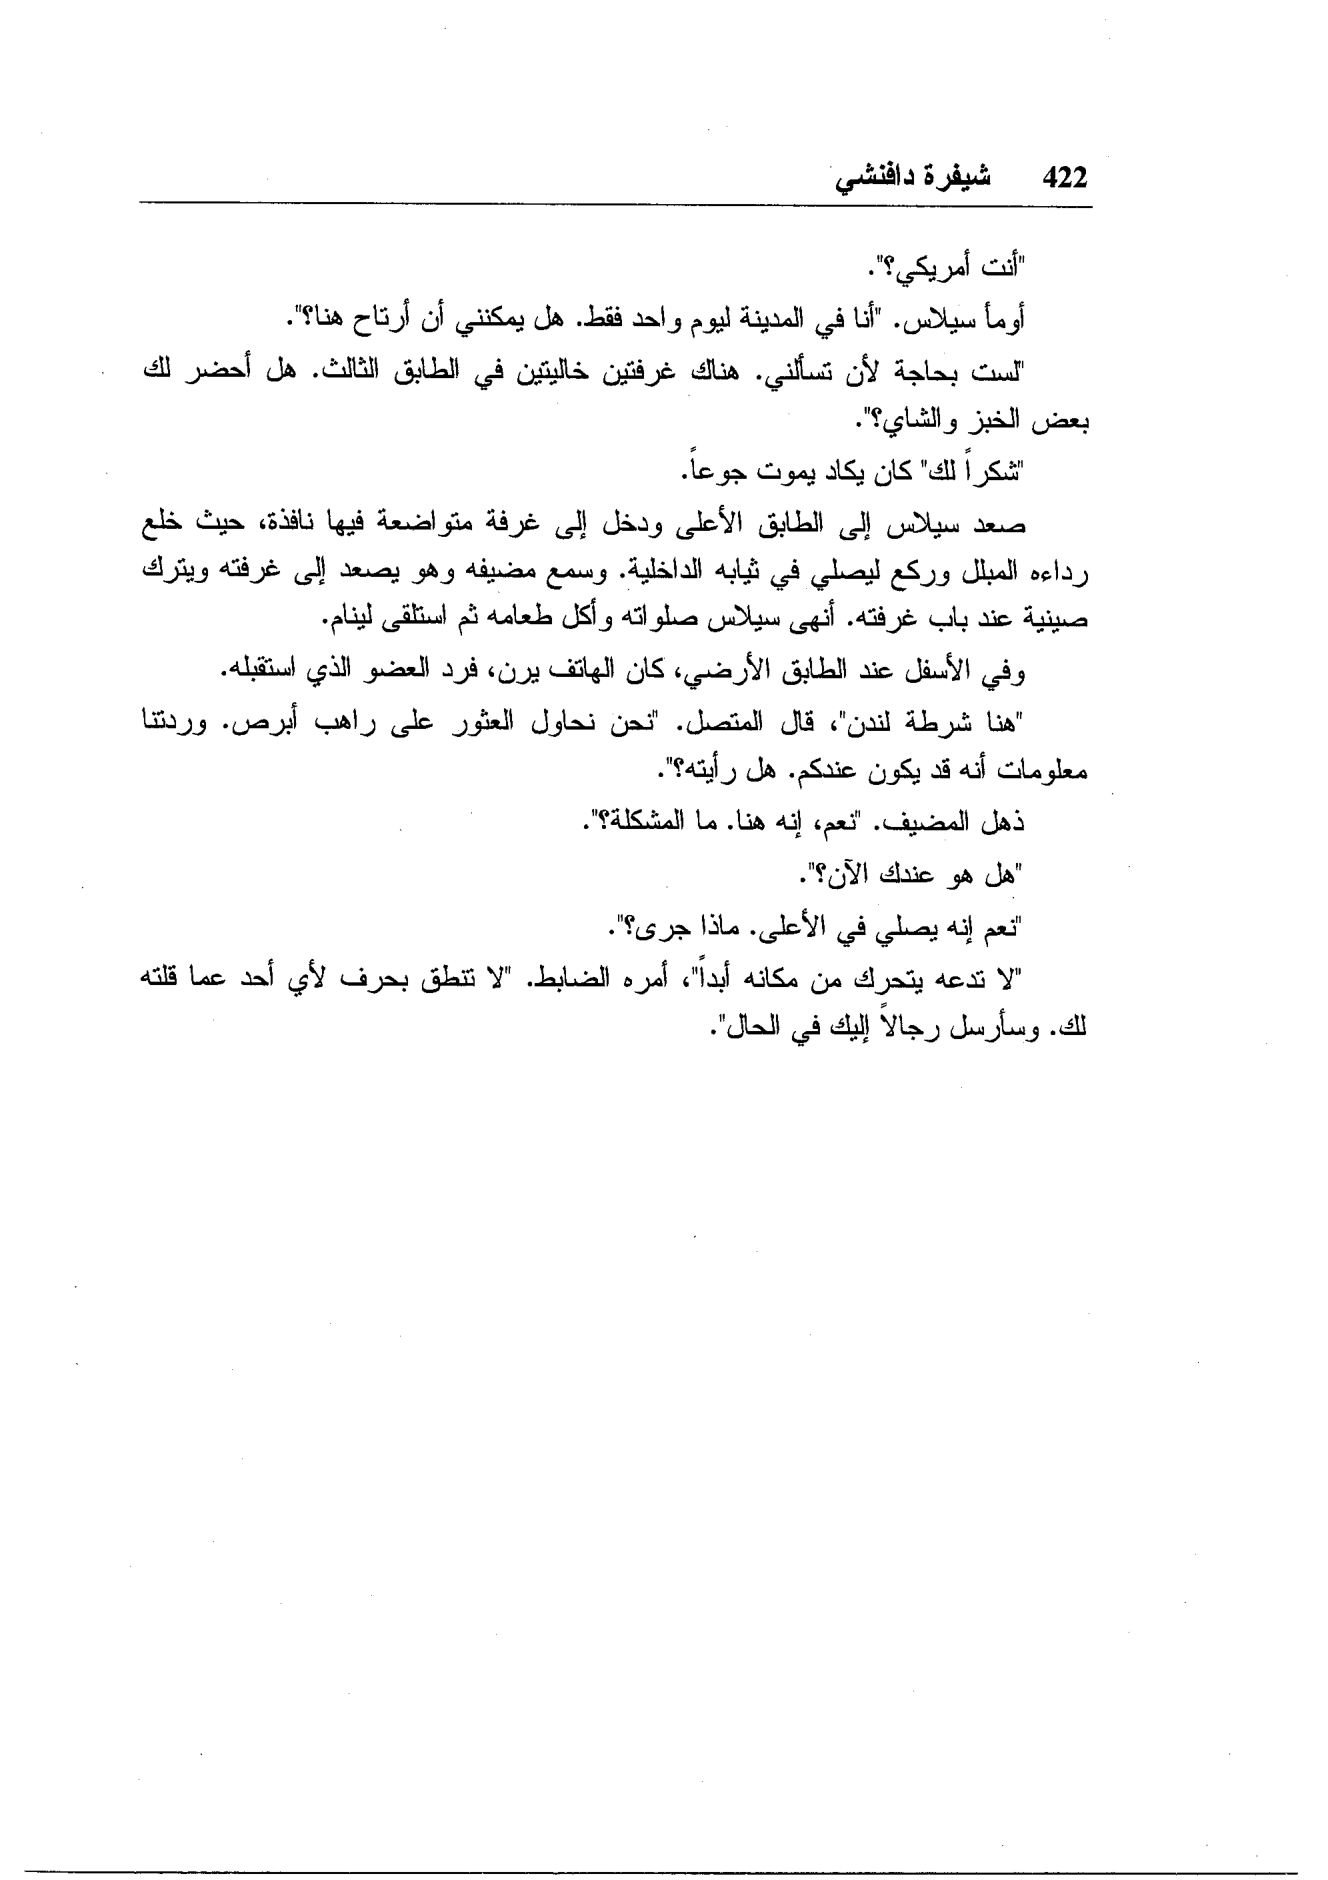 422 شيفرة دافنشي
"أنت أمريكي؟".
أومأ سيلاس. "أنا في المدينة ليوم واحد فقط. هل يمكنني أن أرتاح هنا؟".
"لست بحاجة لأن تسألني. هناك غرفتين خاليتين في الطابق الثالث. هل أحضر لك
بعض الخبز والشاي؟".
"شكراً لك" كان يكاد يموت جوعاً.
صعد سيلاس إلى الطابق الأعلى ودخل إلى غرفة متواضعة فيها نافذة، حيث خلع
رداءه المبلل وركع ليصلي في ثيابه الداخلية. وسمع مضيفه وهو يصعد إلى غرفته ويترك
صينية عند باب غرفته. أنهى سيلاس صلواته وأكل طعامه ثم استلقى لينام.
وفي الأسفل عند الطابق الأرضي، كان الهاتف يرن، فرد العضو الذي استقبله.
"هنا شرطة لندن"، قال المتصل. "نحن نحاول العثور على راهب أبرص. وردتنا
معلومات أنه قد يكون عندكم. هل رأيته؟".
ذهل المضيف. "نعم، إنه هنا. ما المشكلة؟".
"هل هو عندك الآن؟".
"نعم إنه يصلي في الأعلى. ماذا جرى؟".
"لا تدعه يتحرك من مكانه أبداً"، أمره الضابط. "لا تنطق بحرف لأي أحد عما قلته
لك. وسأرسل رجالاً إليك في الحال".